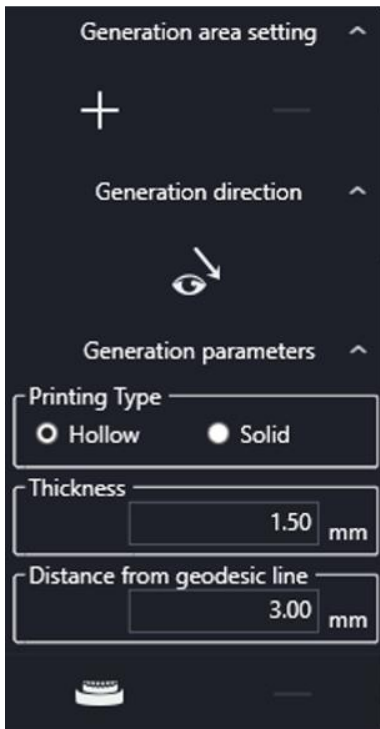 Generation area setting
Generation direction
Generation parameters
Printing Type
Hollow Solid
Thickness
1.50 mm
Distance from geodesic line
3.00 mm